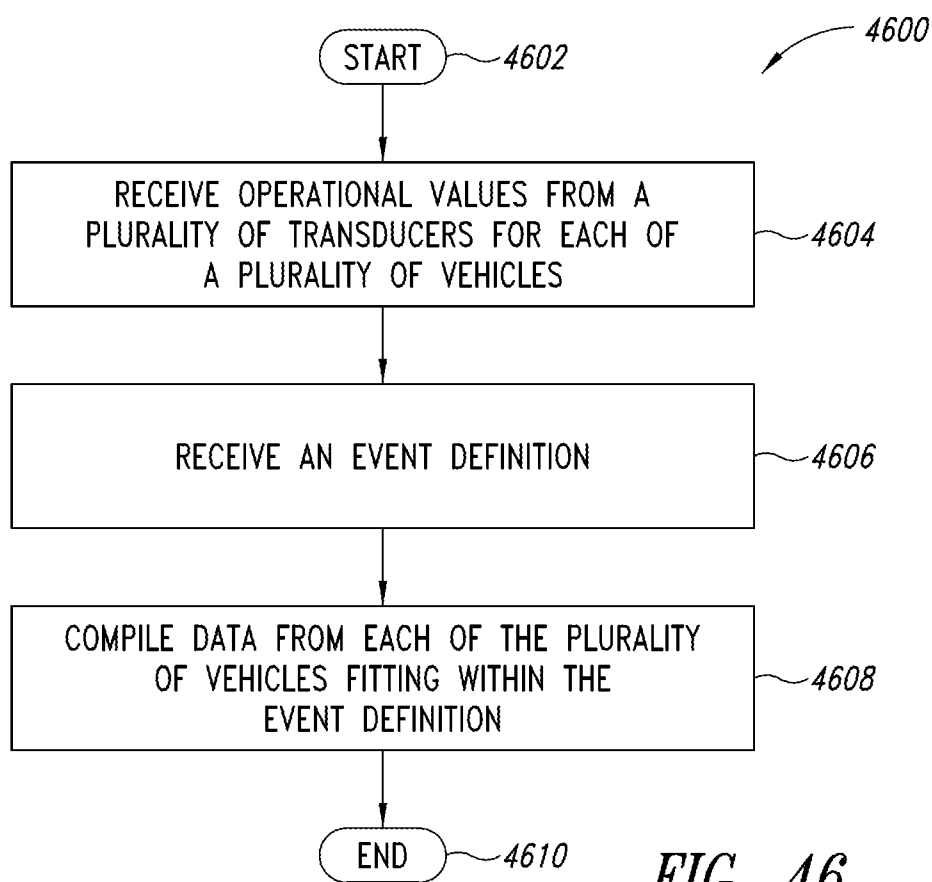 4600
START 4602
RECEIVE OPERATIONAL VALUES FROM A
PLURALITY OF TRANSDUCERS FOR EACH OF
A PLURALITY OF VEHICLES
4604
RECEIVE AN EVENT DEFINITION
4606
COMPILE DATA FROM EACH OF THE PLURALITY
OF VEHICLES FITTING WITHIN THE
EVENT DEFINITION
4608
END 4610
FIG. 46